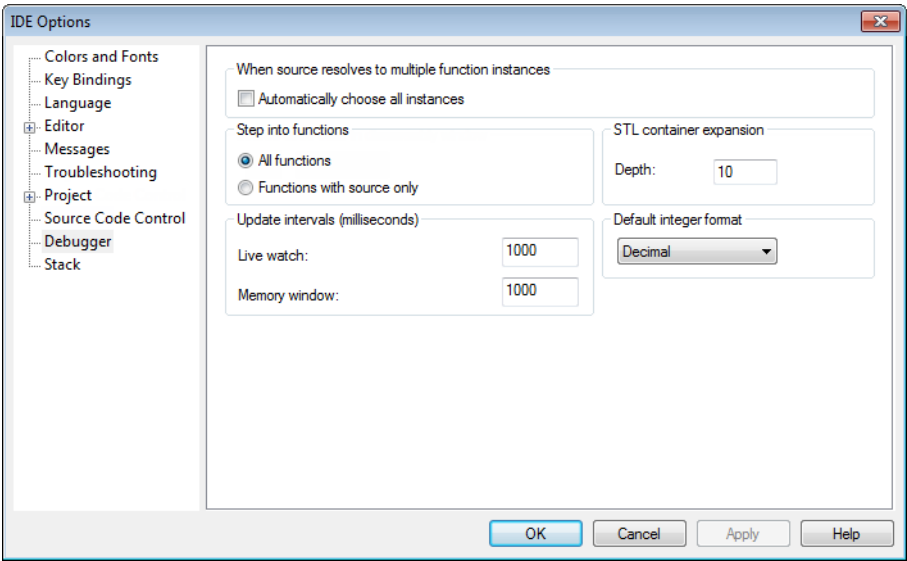 IDE Options
Colors and Fonts
Key Bindings
Language
Editor
Messages
Troubleshooting
Project
Source Code Control
Debugger
Stack
When source resolves to multiple function instances
Automatically choose all instances
Step into functions
All functions
Functions with source only
STL container expansion
Depth: 10
Update intervals (milliseconds)
Live watch: 1000
Memory window: 1000
Default integer format
Decimal
OK Cancel Apply Help